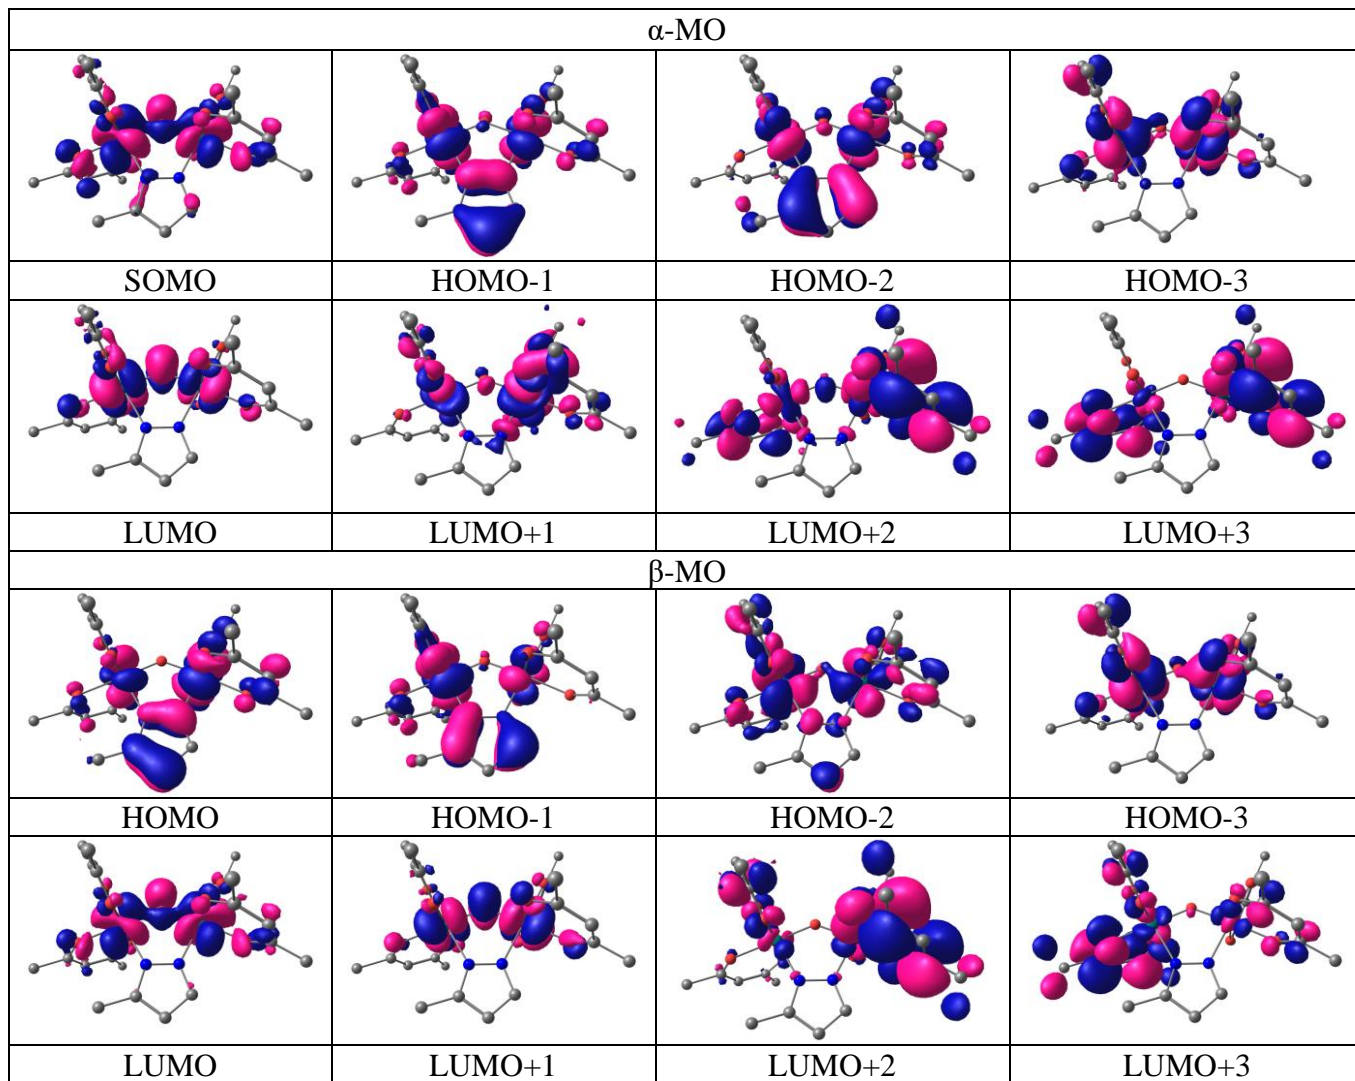 α-MO
SOMO HOMO-1 HOMO-2 HOMO-3
LUMO LUMO+1 LUMO+2 LUMO+3
β-MO
HOMO HOMO-1 HOMO-2 HOMO-3
LUMO LUMO+1 LUMO+2 LUMO+3